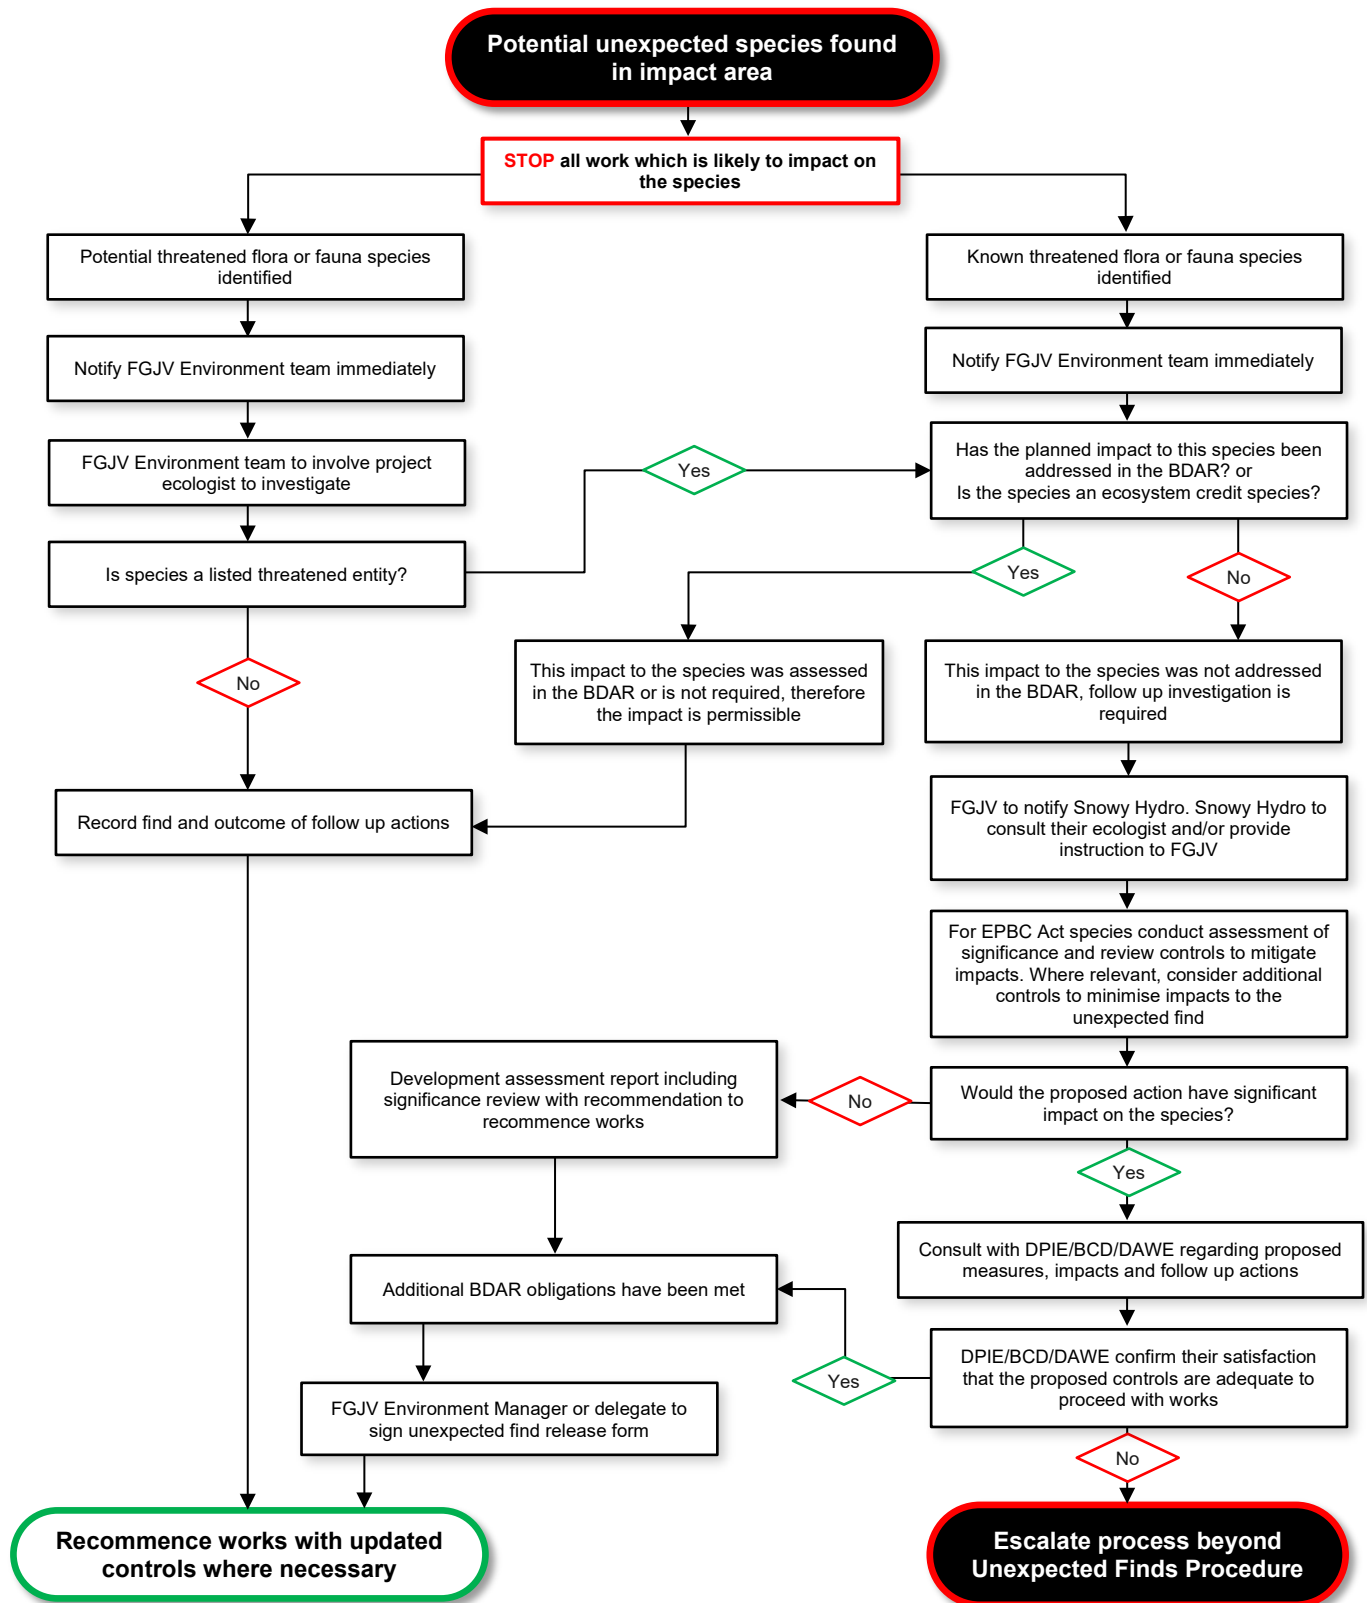 Potential unexpected species found
in impact area
STOP all work which is likely to impact on
the species
Potential threatened flora or fauna species
identified
Known threatened flora or fauna species
identified
Notify FGJV Environment team immediately
Notify FGJV Environment team immediately
FGJV Environment team to involve project
ecologist to investigate
Yes
Has the planned impact to this species been
addressed in the BDAR? or
Is the species an ecosystem credit species?
Is species a listed threatened entity?
Yes
No
No
This impact to the species was assessed
in the BDAR or is not required, therefore
the impact is permissible
This impact to the species was not addressed
in the BDAR, follow up investigation is
required
Record find and outcome of follow up actions
FGJV to notify Snowy Hydro. Snowy Hydro to
consult their ecologist and/or provide
instruction to FGJV
For EPBC Act species conduct assessment of
significance and review controls to mitigate
impacts. Where relevant, consider additional
controls to minimise impacts to the
unexpected find
Development assessment report including
significance review with recommendation to
recommence works
No
Would the proposed action have significant
impact on the species?
Yes
Consult with DPIE/BCD/DAWE regarding proposed
measures, impacts and follow up actions
Additional BDAR obligations have been met
Yes
DPIE/BCD/DAWE confirm their satisfaction
that the proposed controls are adequate to
proceed with works
FGJV Environment Manager or delegate to
sign unexpected find release form
No
Recommence works with updated
controls where necessary
Escalate process beyond
Unexpected Finds Procedure